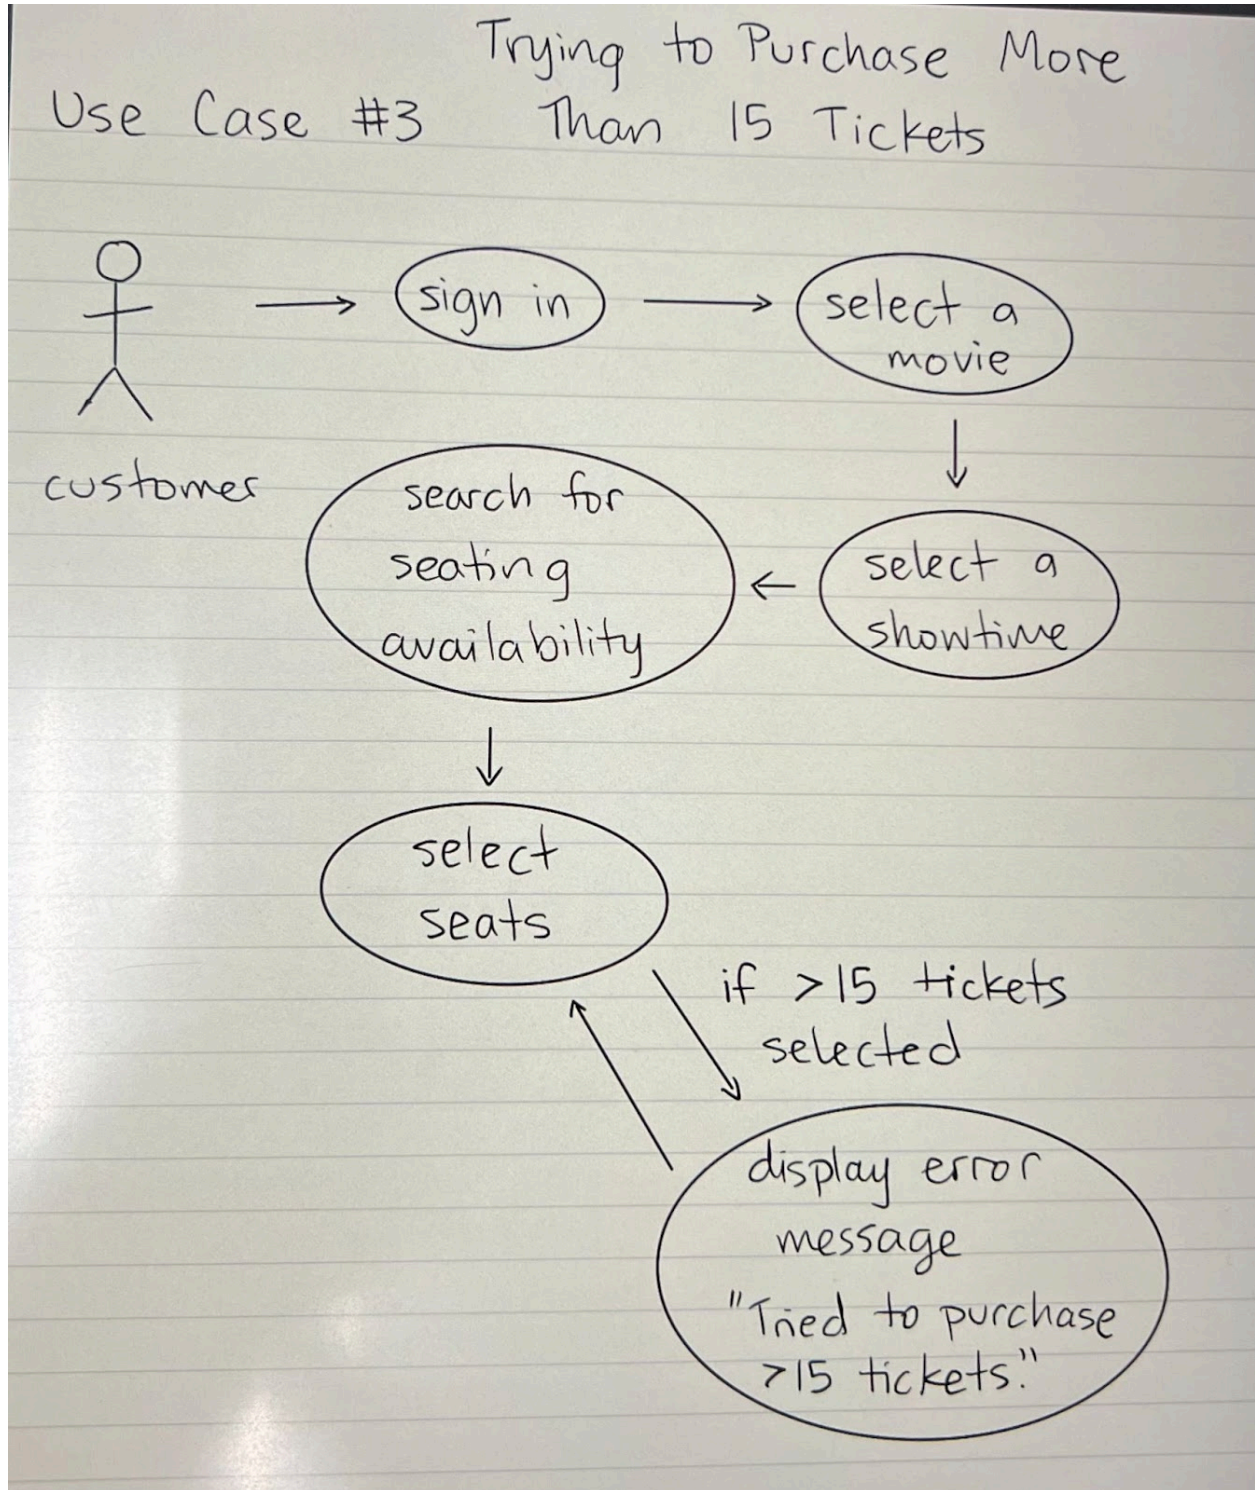 Trying to Purchase More
Use Case #3 Than 15 Tickets
sign in
select a
movie
customer
search for
seating
availability
select a
showtime
select
seats
if >15 tickets
selected
display error
message
"Tried to purchase
>15 tickets."